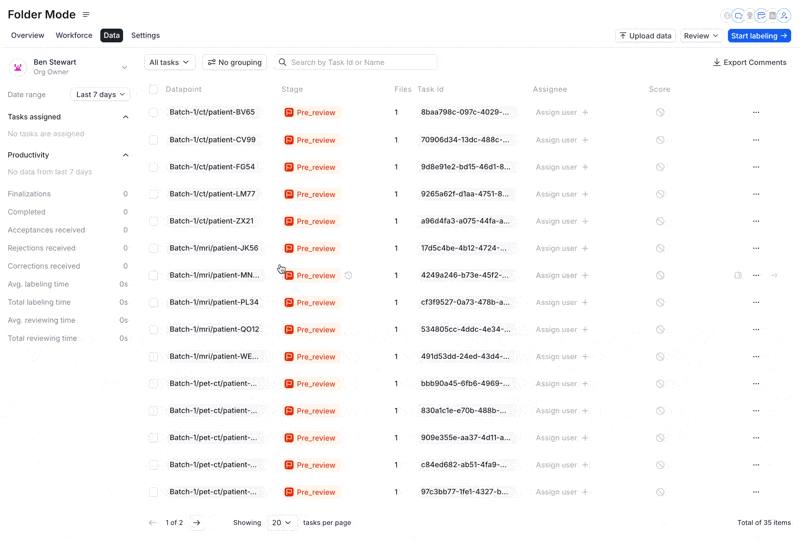 Folder Mode
Overview Workforce Data Settings
Upload data Review Start labeling
Ben Stewart
Org Owner
Date range Last 7 days
Tasks assigned
No tasks are assigned
Productivity
No data from last 7 days
Finalizations 0
Completed 0
Acceptances received 0
Rejections received 0
Corrections received 0
Avg. labeling time 0s
Total labeling time 0s
Avg. reviewing time 0s
Total reviewing time 0s
All tasks No grouping Search by Task Id or Name Export Comments
Datapoint Stage Files Task Id Assignee Score
Batch-1/ct/patient-BV65 Pre_review 1 8baa798c-097c-4029-... Assign user +
Batch-1/ct/patient-CV99 Pre_review 1 70906d34-13dc-488c-... Assign user +
Batch-1/ct/patient-FG54 Pre_review 1 9d8e91e2-bd15-46d1-8... Assign user +
Batch-1/ct/patient-LM77 Pre_review 1 9265a62f-d1aa-4751-8... Assign user +
Batch-1/ct/patient-ZX21 Pre_review 1 a96d4fa3-a075-44fa-a... Assign user +
Batch-1/mri/patient-JK56 Pre_review 1 17d5c4be-4b12-4724-... Assign user +
Batch-1/mri/patient-MN... Pre_review 1 4249a246-b73e-45f2-... Assign user +
Batch-1/mri/patient-PL34 Pre_review 1 cf3f9527-0a73-478b-a... Assign user +
Batch-1/mri/patient-QO12 Pre_review 1 534805cc-4ddc-4e34-... Assign user +
Batch-1/mri/patient-WE... Pre_review 1 491d53dd-24ed-43d4-... Assign user +
Batch-1/pet-ct/patient-... Pre_review 1 bbb90a45-6fb6-4969-... Assign user +
Batch-1/pet-ct/patient-... Pre_review 1 830a1c1e-e70b-488b-... Assign user +
Batch-1/pet-ct/patient-... Pre_review 1 909e355e-aa37-4d11-a... Assign user +
Batch-1/pet-ct/patient-... Pre_review 1 c84ed682-ab51-4fa9-... Assign user +
Batch-1/pet-ct/patient-... Pre_review 1 97c3bb77-1fe1-4327-b... Assign user +
1 of 2 Showing 20 tasks per page Total of 35 items